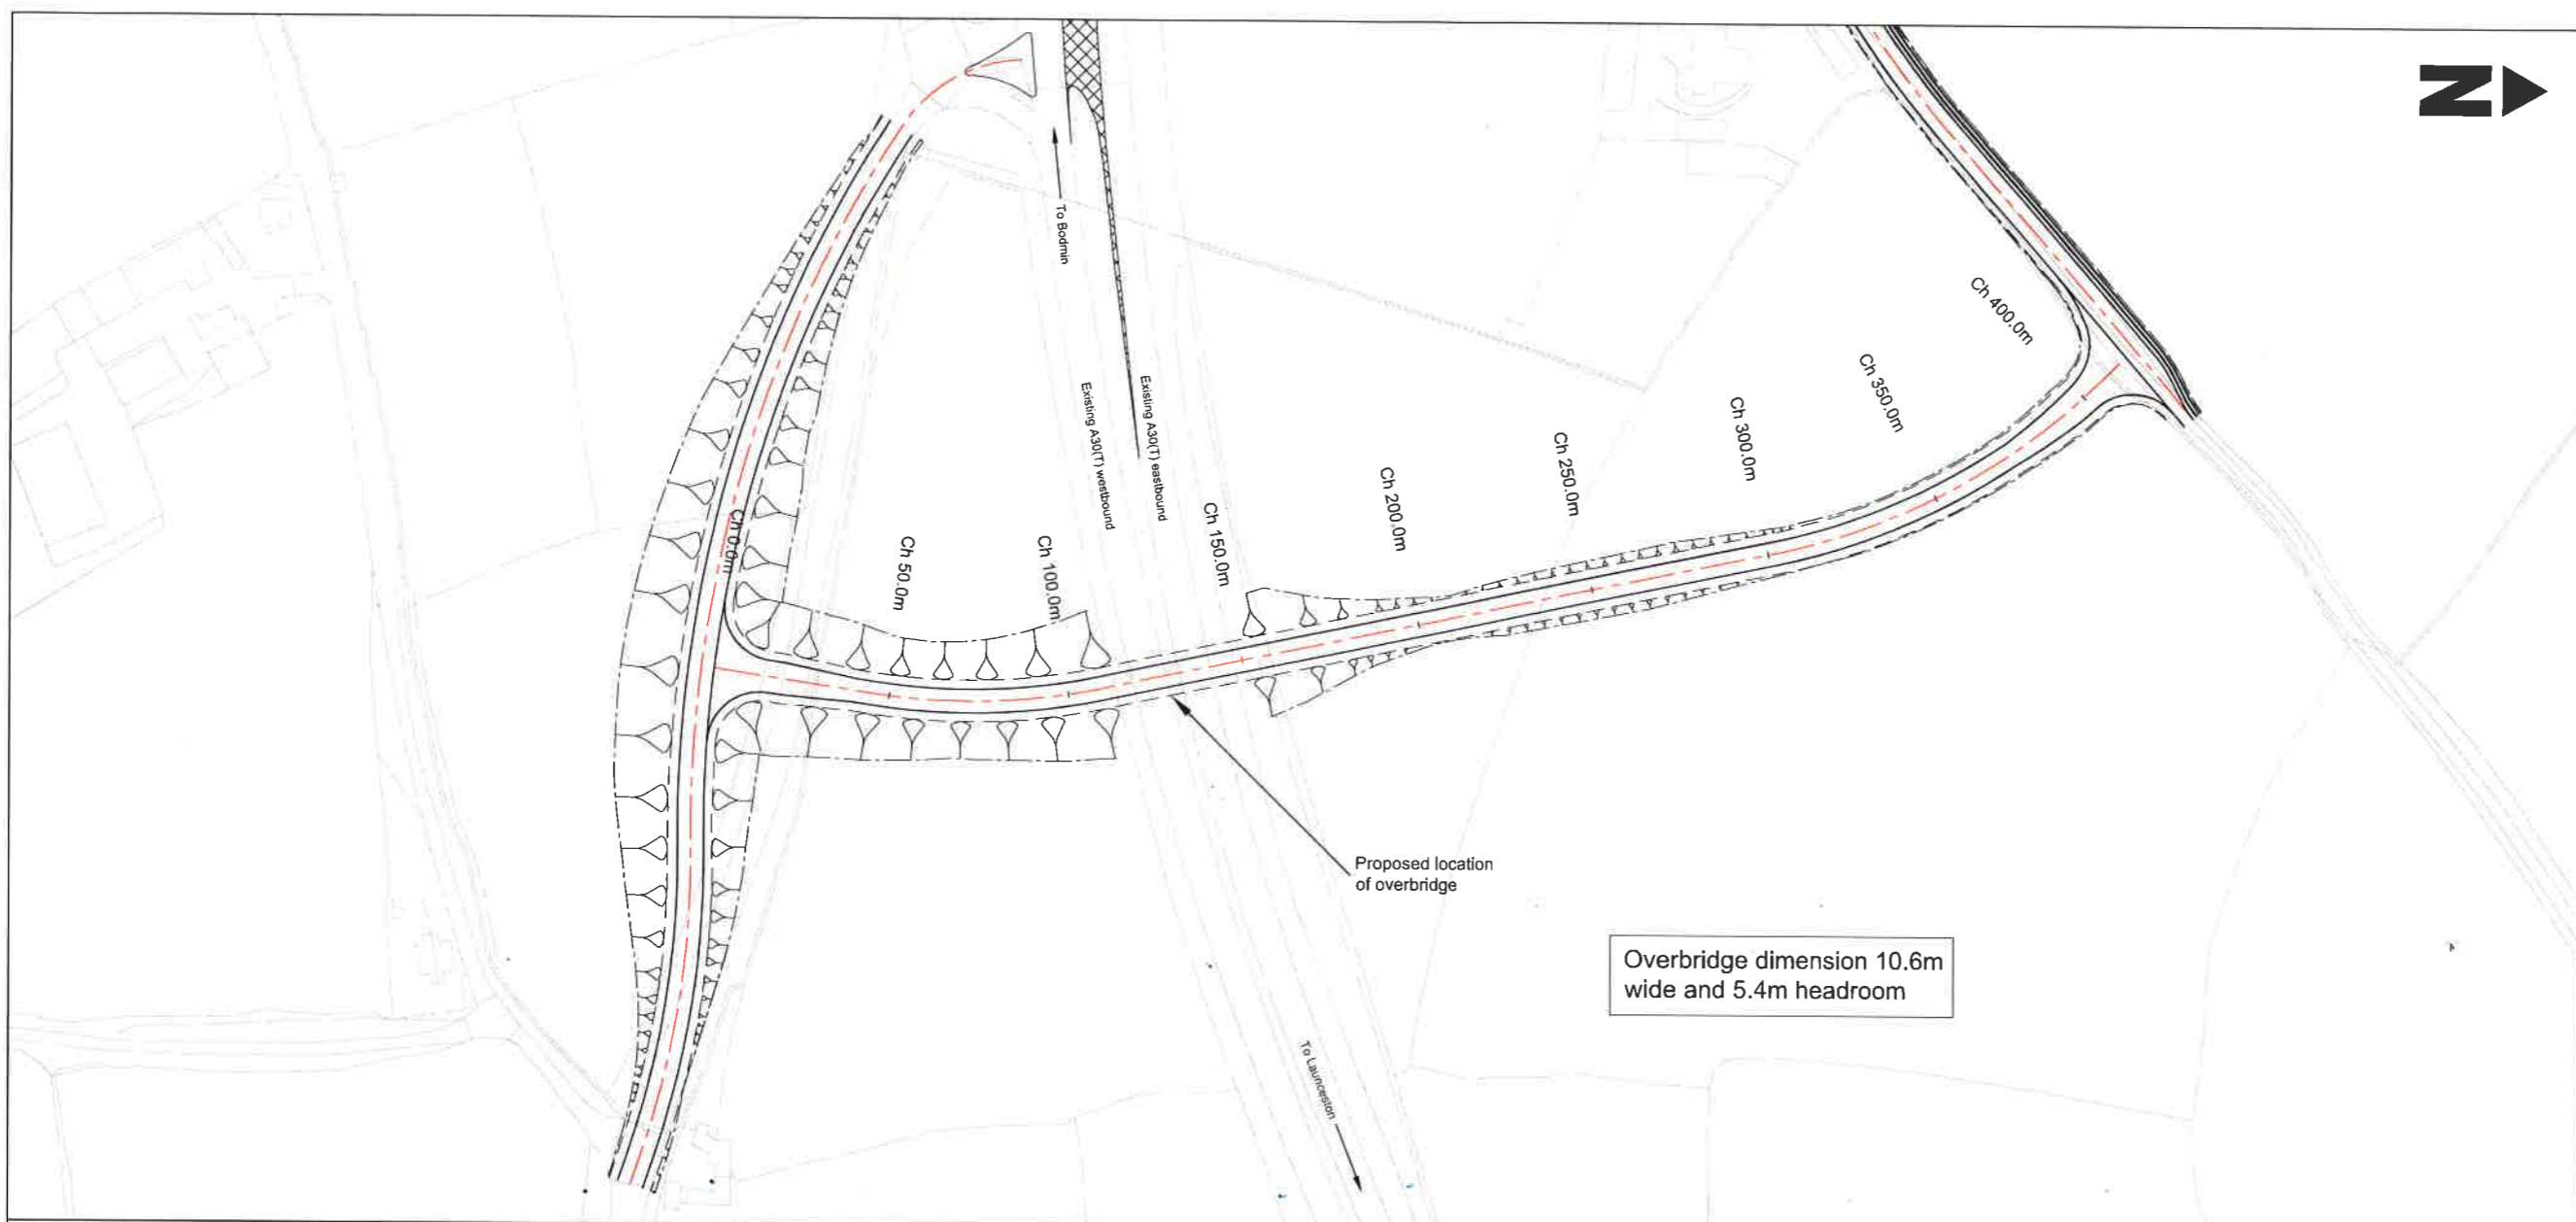 N
To Bodmin
Existing A30(T) westbound
Existing A30(T) eastbound
Ch 0.0m
Ch 50.0m
Ch 100.0m
Ch 150.0m
Ch 200.0m
Ch 250.0m
Ch 300.0m
Ch 350.0m
Ch 400.0m
Proposed location
of overbridge
Overbridge dimension 10.6m
wide and 5.4m headroom
To Launceston